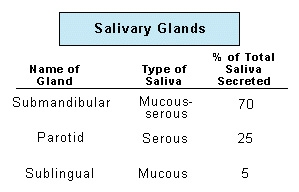 Salivary Glands
% of Total
Name of Type of Saliva
Gland Saliva Secreted
Submandibular Mucous- 70
serous
Parotid Serous 25
Sublingual Mucous 5